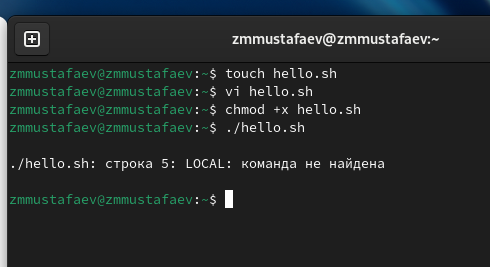 zmmustafaev@zmmustafaev:~
zmmustafaev@zmmustafaev:~$ touch hello.sh
zmmustafaev@zmmustafaev:~$ vi hello.sh
zmmustafaev@zmmustafaev:~$ chmod +x hello.sh
zmmustafaev@zmmustafaev:~$ ./hello.sh
./hello.sh: строка 5: LOCAL: команда не найдена
zmmustafaev@zmmustafaev:~$